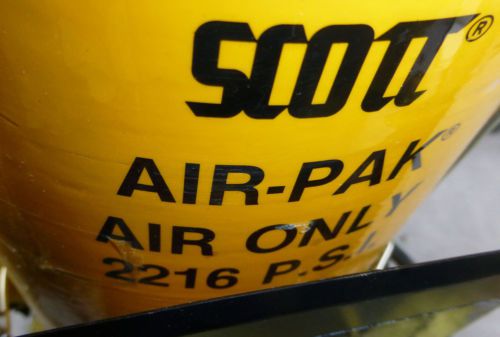 SCOTT®
AIR-PAK®
AIR ONLY
2216 P.S.I.